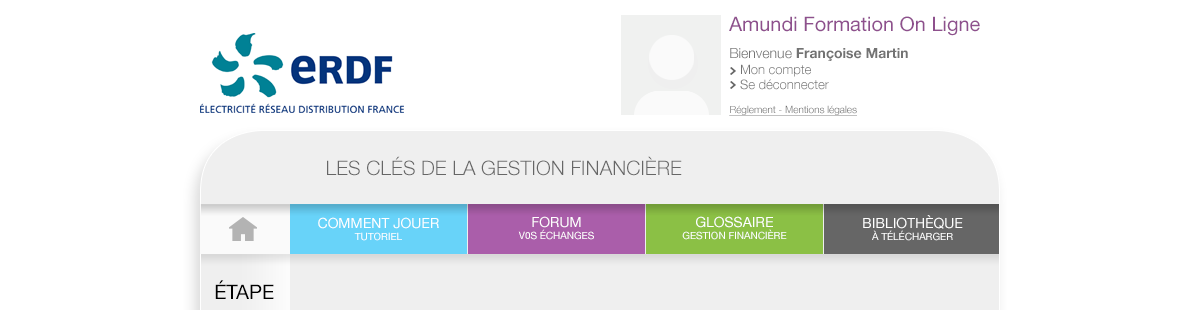 eRDF
ÉLECTRICITÉ RÉSEAU DISTRIBUTION FRANCE
Amundi Formation On Ligne
Bienvenue Françoise Martin
Mon compte
Se déconnecter
Réglement - Mentions légales
LES CLÉS DE LA GESTION FINANCIÈRE
COMMENT JOUER
TUTORIEL
FORUM
V0S ÉCHANGES
GLOSSAIRE
GESTION FINANCIÈRE
BIBLIOTHÈQUE
À TÉLÉCHARGER
ÉTAPE